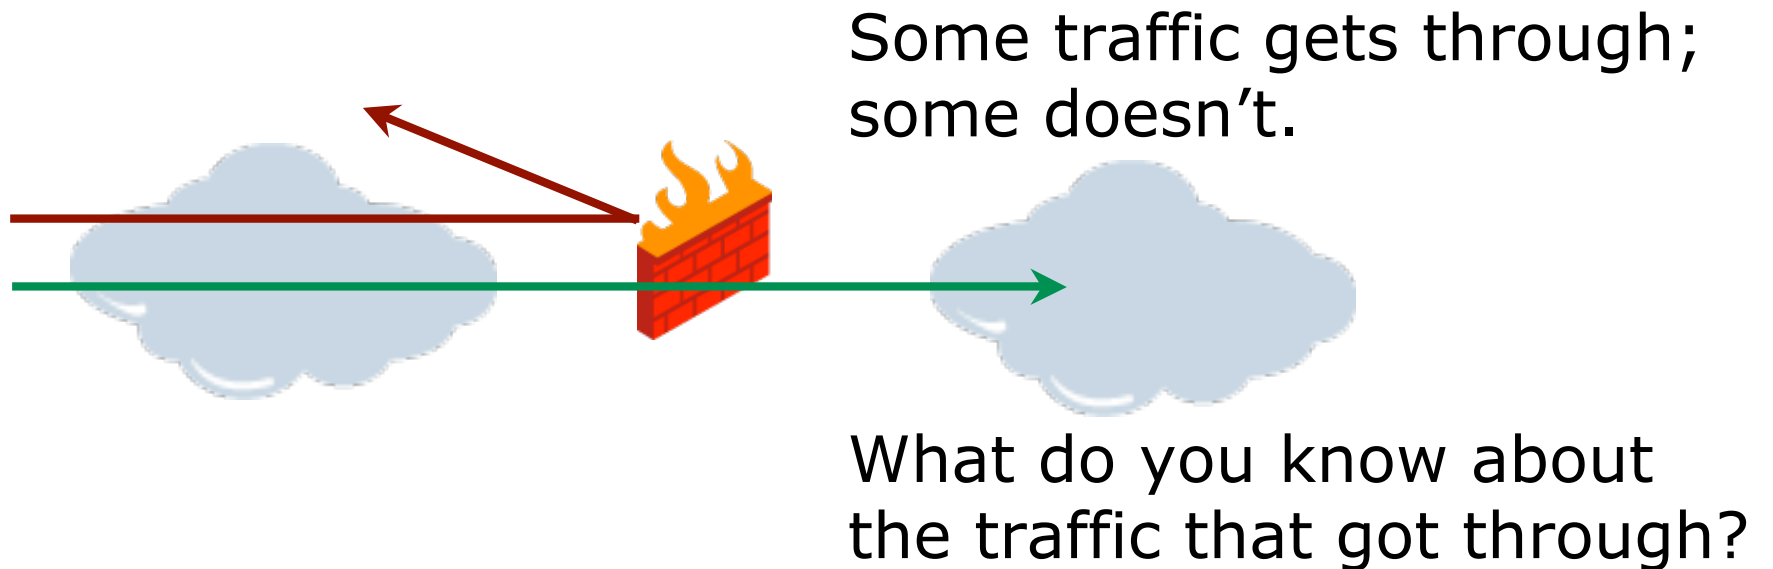 Some traffic gets through;
some doesn’t.
What do you know about
the traffic that got through?